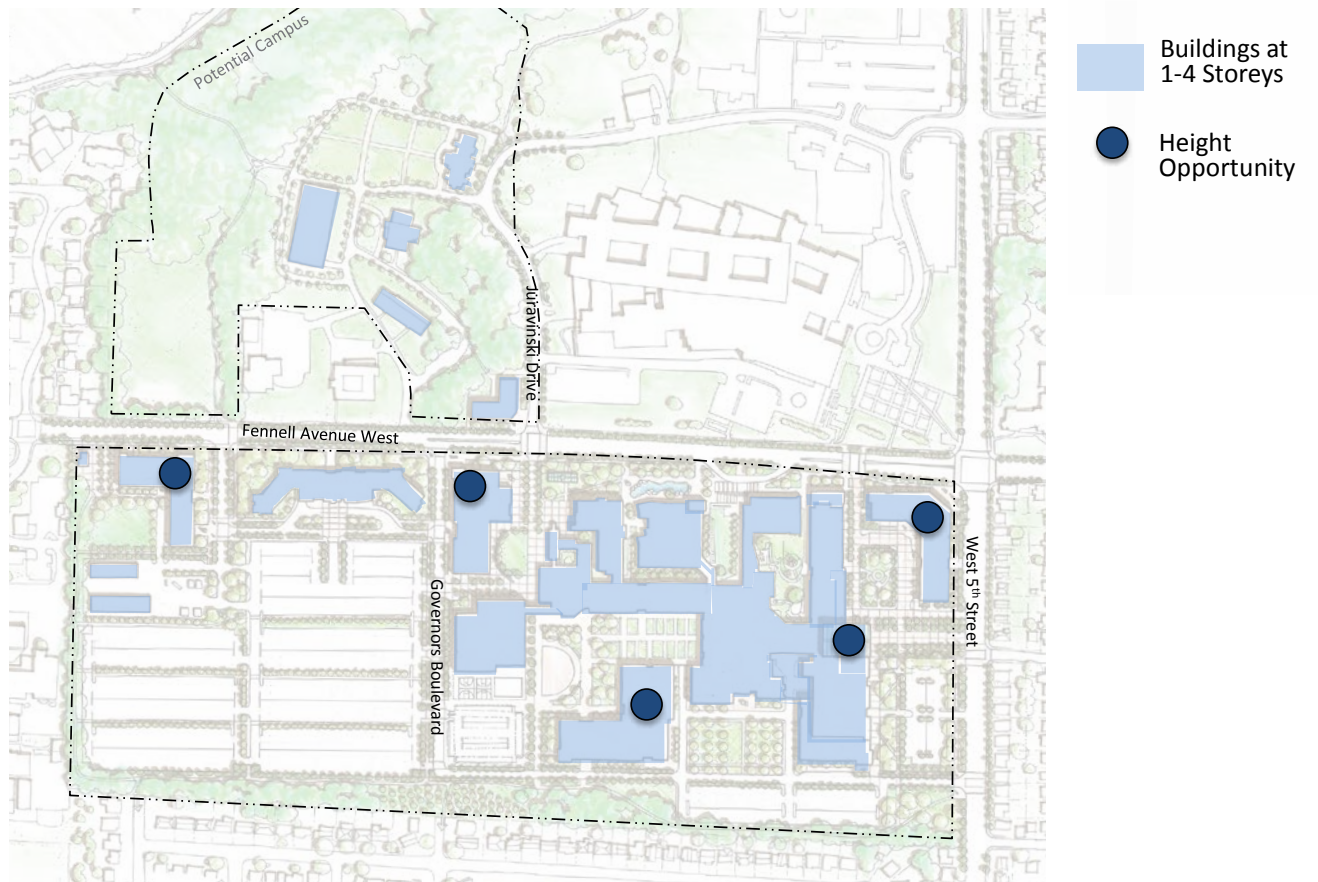 Potential Campus
Buildings at
1-4 Storeys
Height
Opportunity
Juravinski Drive
Fennell Avenue West
Governors Boulevard
West 5th Street